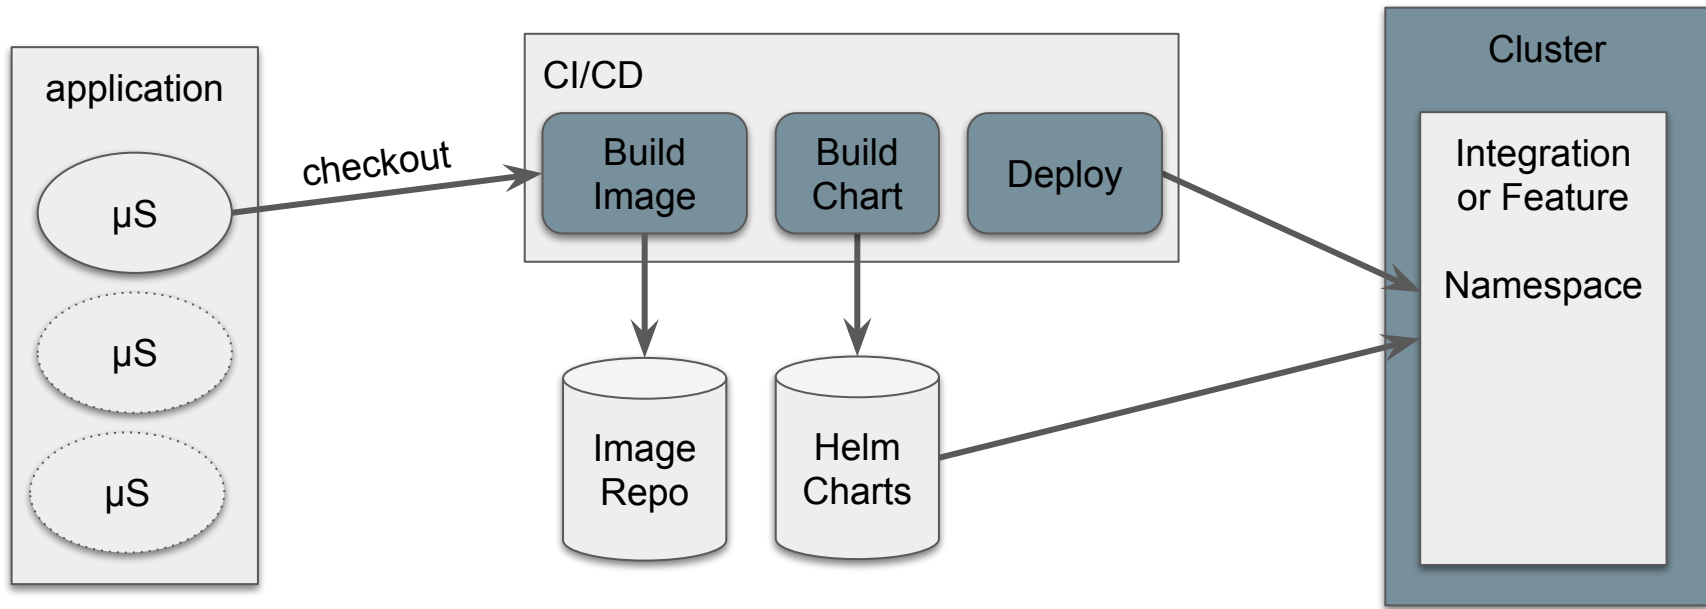 application
µS
µS
µS
checkout
CI/CD
Build
Image
Build
Chart
Deploy
Image
Repo
Helm
Charts
Cluster
Integration
or Feature
Namespace